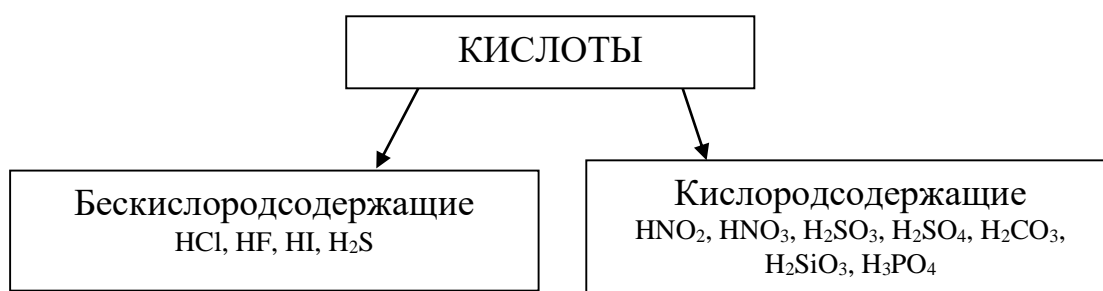 КИСЛОТЫ
Бескислородсодержащие
HCl, HF, HI, H₂S
Кислородсодержащие
HNO₂, HNO₃, H₂SO₃, H₂SO₄, H₂CO₃,
H₂SiO₃, H₃PO₄